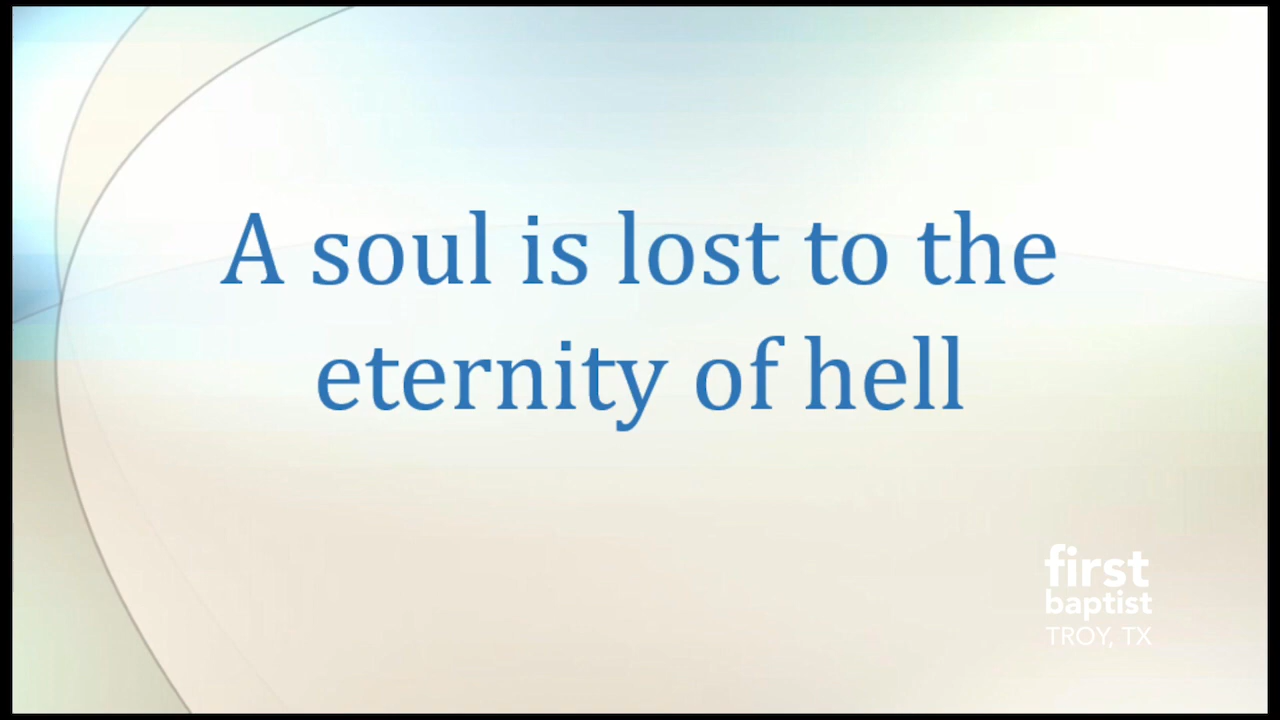 A soul is lost to the
eternity of hell
first
baptist
TROY, TX